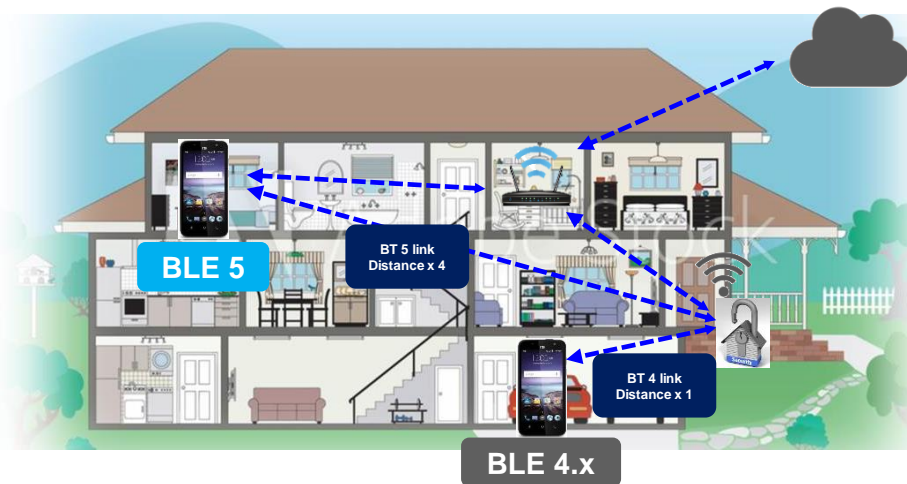 BLE 5
BT 5 link
Distance x 4
BT 4 link
Distance x 1
BLE 4.x